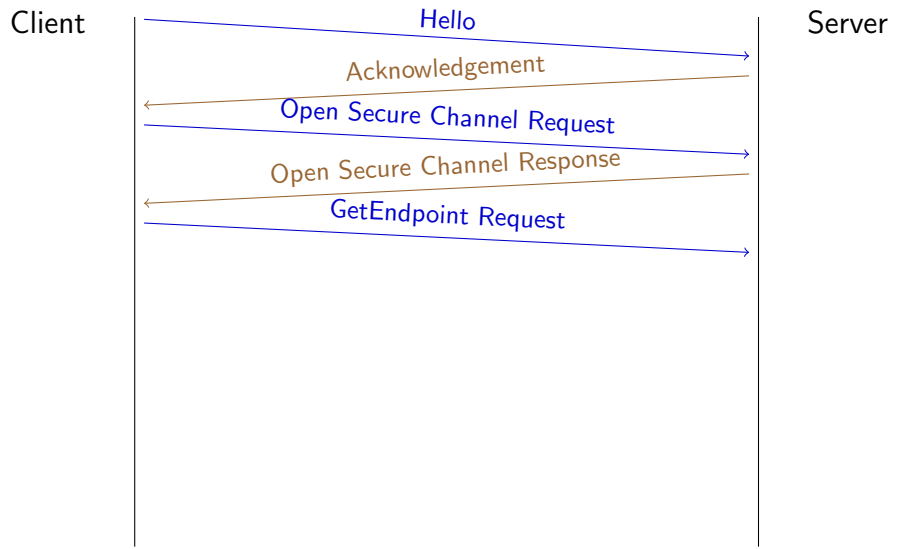 Client
Server
Hello
Acknowledgement
Open Secure Channel Request
Open Secure Channel Response
GetEndpoint Request